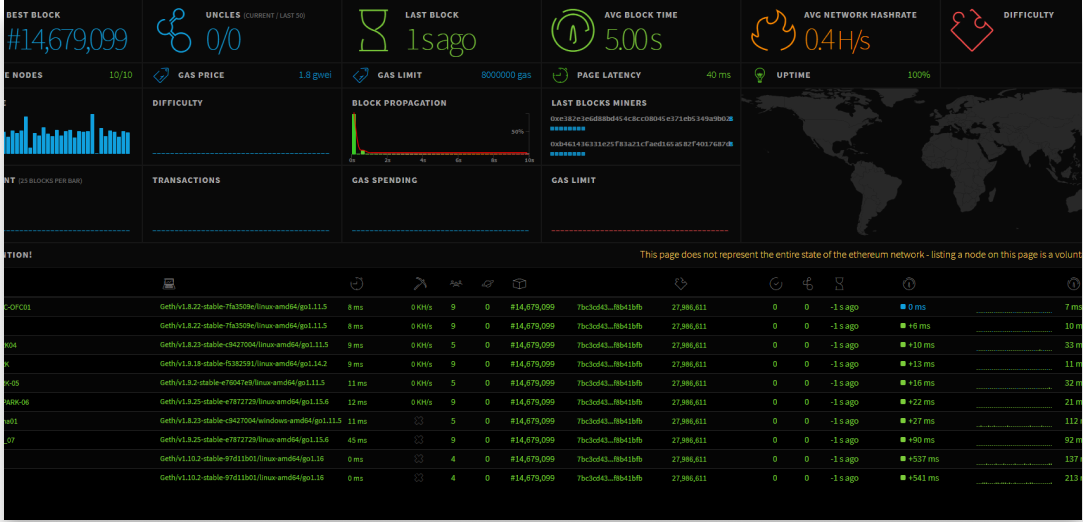 BEST BLOCK
#14,679,099
UNCLES (CURRENT / LAST 50)
0/0
LAST BLOCK
1 s ago
AVG BLOCK TIME
5.00 s
AVG NETWORK HASHRATE
0.4 H/s
DIFFICULTY
E NODES 10/10
GAS PRICE 1.8 gwei
GAS LIMIT 8000000 gas
PAGE LATENCY 40 ms
UPTIME 100%
DIFFICULTY
BLOCK PROPAGATION
50%
0s 2s 4s 6s 8s 10s
LAST BLOCKS MINERS
0xe382e3e6d88bd454c8cc08045e371eb5349a9b02
0xb461436331e25f83a21cfaed165a582f4017687d
NT (25 BLOCKS PER BAR)
TRANSACTIONS
GAS SPENDING
GAS LIMIT
NTION!
This page does not represent the entire state of the ethereum network - listing a node on this page is a volunt
C-OFC01 Geth/v1.8.22-stable-7fa3509e/linux-amd64/go1.11.5 8 ms 0 KH/s 9 0 #14,679,099 7bc3cd43...f8b41bfb 27,986,611 0 0 -1 s ago 0 ms 7 ms
Geth/v1.8.22-stable-7fa3509e/linux-amd64/go1.11.5 8 ms 0 KH/s 9 0 #14,679,099 7bc3cd43...f8b41bfb 27,986,611 0 0 -1 s ago +6 ms 10 m
K04 Geth/v1.8.23-stable-c9427004/linux-amd64/go1.11.5 9 ms 0 KH/s 5 0 #14,679,099 7bc3cd43...f8b41bfb 27,986,611 0 0 -1 s ago +10 ms 33 m
K Geth/v1.9.18-stable-f5382591/linux-amd64/go1.14.2 9 ms 0 KH/s 9 0 #14,679,099 7bc3cd43...f8b41bfb 27,986,611 0 0 -1 s ago +13 ms 11 m
K-05 Geth/v1.9.2-stable-e76047e9/linux-amd64/go1.11.5 11 ms 0 KH/s 5 0 #14,679,099 7bc3cd43...f8b41bfb 27,986,611 0 0 -1 s ago +16 ms 32 m
PARK-06 Geth/v1.9.25-stable-e7872729/linux-amd64/go1.15.6 12 ms 0 KH/s 9 0 #14,679,099 7bc3cd43...f8b41bfb 27,986,611 0 0 -1 s ago +22 ms 21 m
na01 Geth/v1.8.23-stable-c9427004/windows-amd64/go1.11.5 11 ms 5 0 #14,679,099 7bc3cd43...f8b41bfb 27,986,611 0 0 -1 s ago +27 ms 112
_07 Geth/v1.9.25-stable-e7872729/linux-amd64/go1.15.6 45 ms 9 0 #14,679,099 7bc3cd43...f8b41bfb 27,986,611 0 0 -1 s ago +90 ms 92 m
Geth/v1.10.2-stable-97d11b01/linux-amd64/go1.16 0 ms 4 0 #14,679,099 7bc3cd43...f8b41bfb 27,986,611 0 0 -1 s ago +537 ms 137
Geth/v1.10.2-stable-97d11b01/linux-amd64/go1.16 0 ms 4 0 #14,679,099 7bc3cd43...f8b41bfb 27,986,611 0 0 -1 s ago +541 ms 213